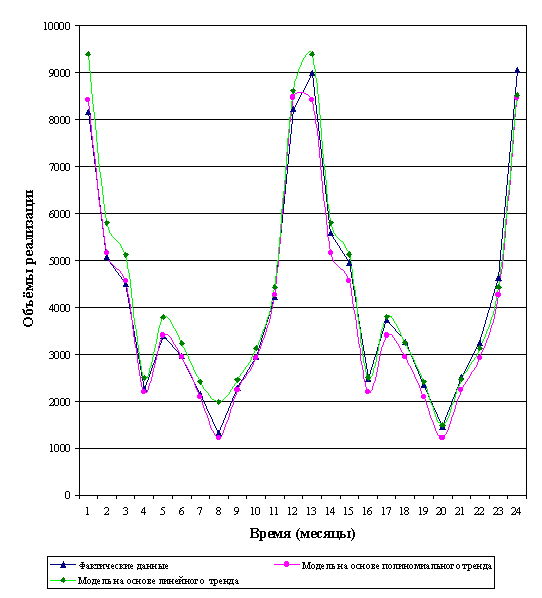 10000
9000
8000
7000
6000
5000
4000
3000
2000
1000
0
Объёмы реализации
1 2 3 4 5 6 7 8 9 10 11 12 13 14 15 16 17 18 19 20 21 22 23 24
Время (месяцы)
Фактические данные Модель на основе полиномиального тренда
Модель на основе линейного тренда